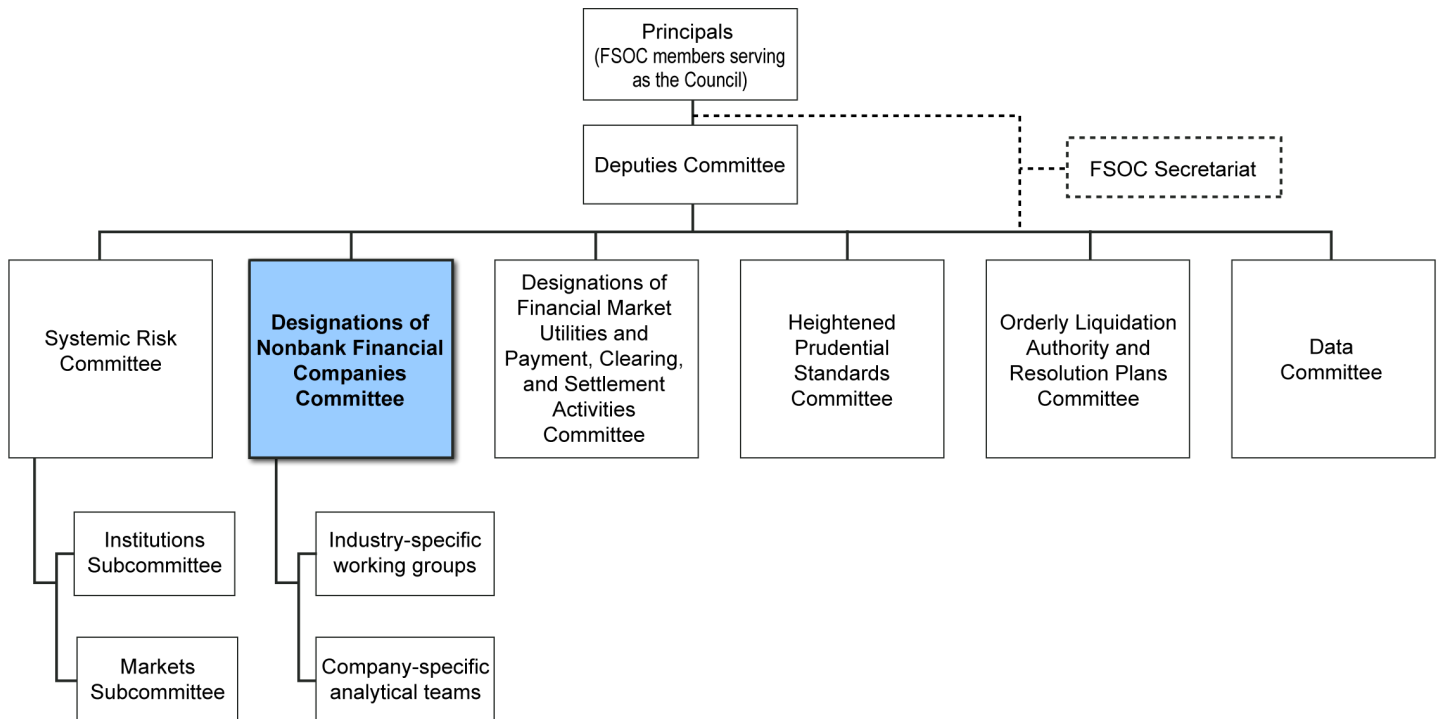 Principals
(FSOC members serving
as the Council)
Deputies Committee
FSOC Secretariat
Systemic Risk
Committee
Designations of
Nonbank Financial
Companies
Committee
Designations of
Financial Market
Utilities and
Payment, Clearing,
and Settlement
Activities
Committee
Heightened
Prudential
Standards
Committee
Orderly Liquidation
Authority and
Resolution Plans
Committee
Data
Committee
Institutions
Subcommittee
Industry-specific
working groups
Markets
Subcommittee
Company-specific
analytical teams